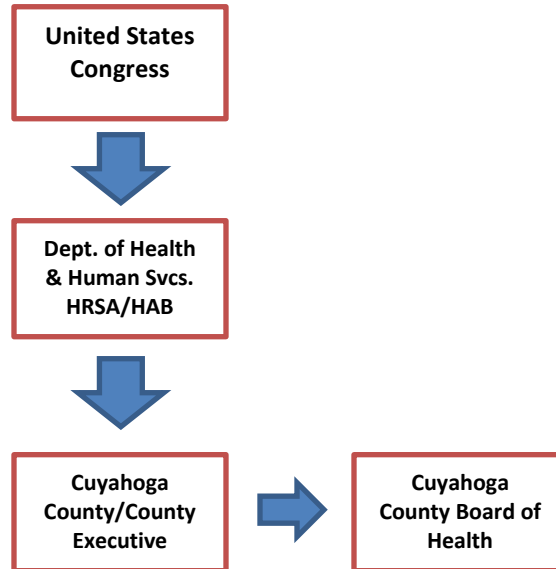 United States
Congress
Dept. of Health
& Human Svcs.
HRSA/HAB
Cuyahoga
County/County
Executive
Cuyahoga
County Board of
Health